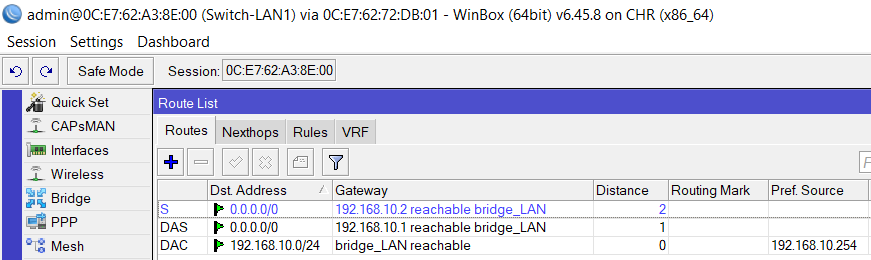 admin@0C:E7:62:A3:8E:00 (Switch-LAN1) via 0C:E7:62:72:DB:01 - WinBox (64bit) v6.45.8 on CHR (x86_64)
Session Settings Dashboard
Safe Mode Session: 0C:E7:62:A3:8E:00
Quick Set
CAPsMAN
Interfaces
Wireless
Bridge
PPP
Mesh
Route List
Routes Nexthops Rules VRF
F
Dst. Address Gateway Distance Routing Mark Pref. Source
S 0.0.0.0/0 192.168.10.2 reachable bridge_LAN 2
DAS 0.0.0.0/0 192.168.10.1 reachable bridge_LAN 1
DAC 192.168.10.0/24 bridge_LAN reachable 0 192.168.10.254